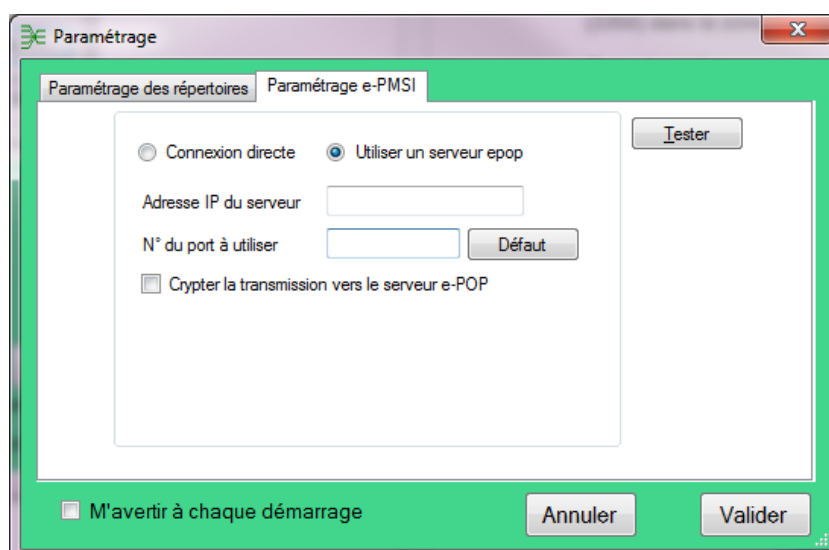 Paramétrage
Paramétrage des répertoires
Paramétrage e-PMSI
Tester
Connexion directe
Utiliser un serveur epop
Adresse IP du serveur
N° du port à utiliser
Défaut
Crypter la transmission vers le serveur e-POP
M'avertir à chaque démarrage
Annuler
Valider